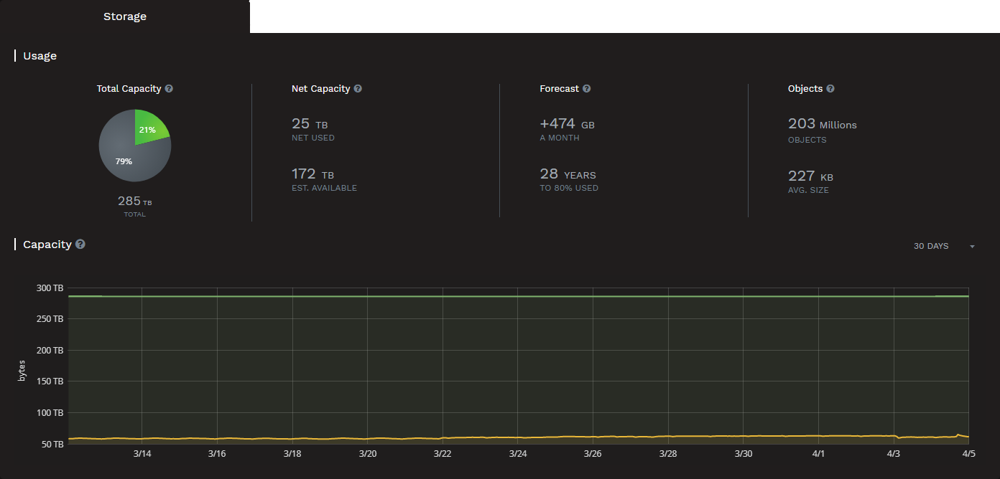 Storage
Usage
Total Capacity ?
21%
79%
285 TB
TOTAL
Net Capacity ?
25 TB
NET USED
172 TB
EST. AVAILABLE
Forecast ?
+474 GB
A MONTH
28 YEARS
TO 80% USED
Objects ?
203 Millions
OBJECTS
227 KB
AVG. SIZE
Capacity ?
30 DAYS
bytes
300 TB
250 TB
200 TB
150 TB
100 TB
50 TB
3/14 3/16 3/18 3/20 3/22 3/24 3/26 3/28 3/30 4/1 4/3 4/5